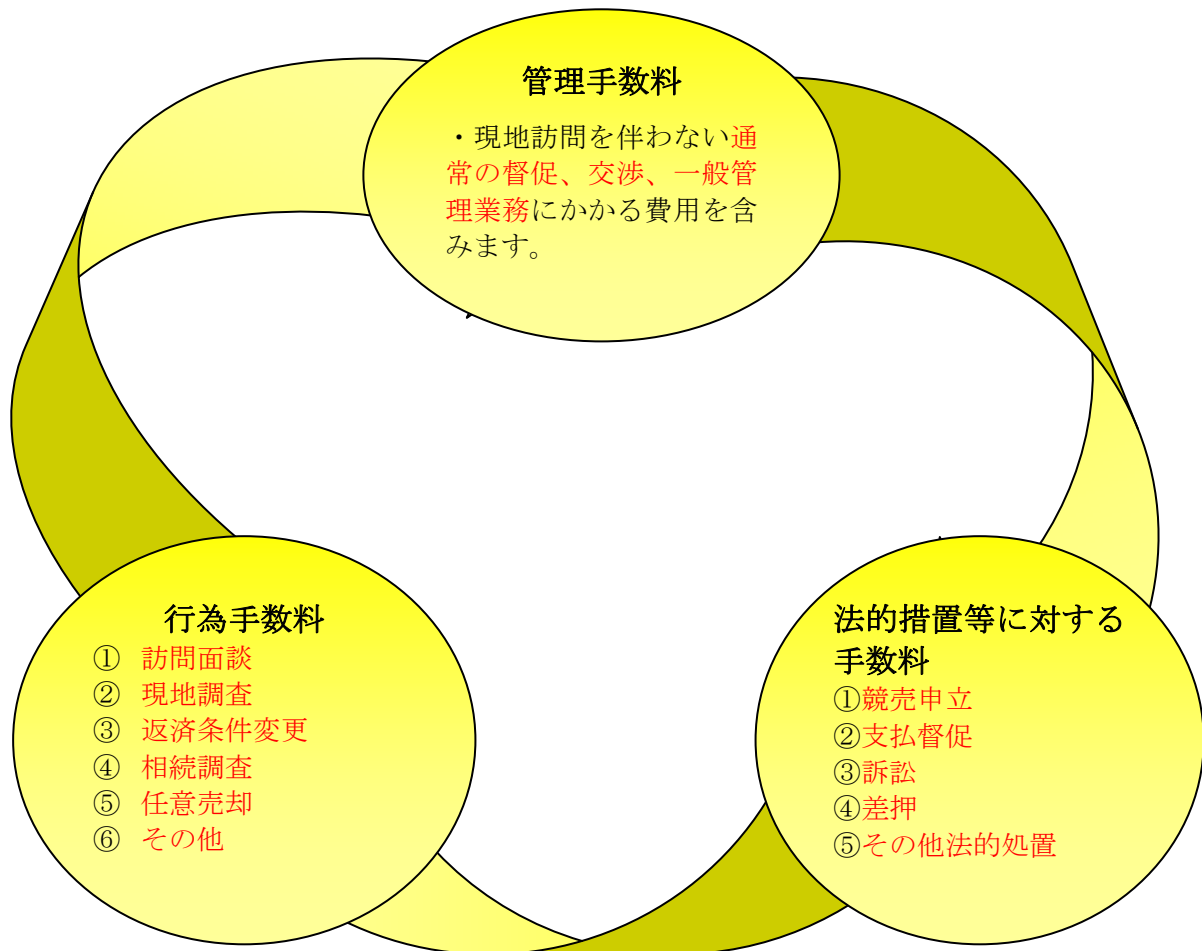 管理手数料
・現地訪問を伴わない通
常の督促、交渉、一般管
理業務にかかる費用を含
みます。
行為手数料
① 訪問面談
② 現地調査
③ 返済条件変更
④ 相続調査
⑤ 任意売却
⑥ その他
法的措置等に対する
手数料
①競売申立
②支払督促
③訴訟
④差押
⑤その他法的処置